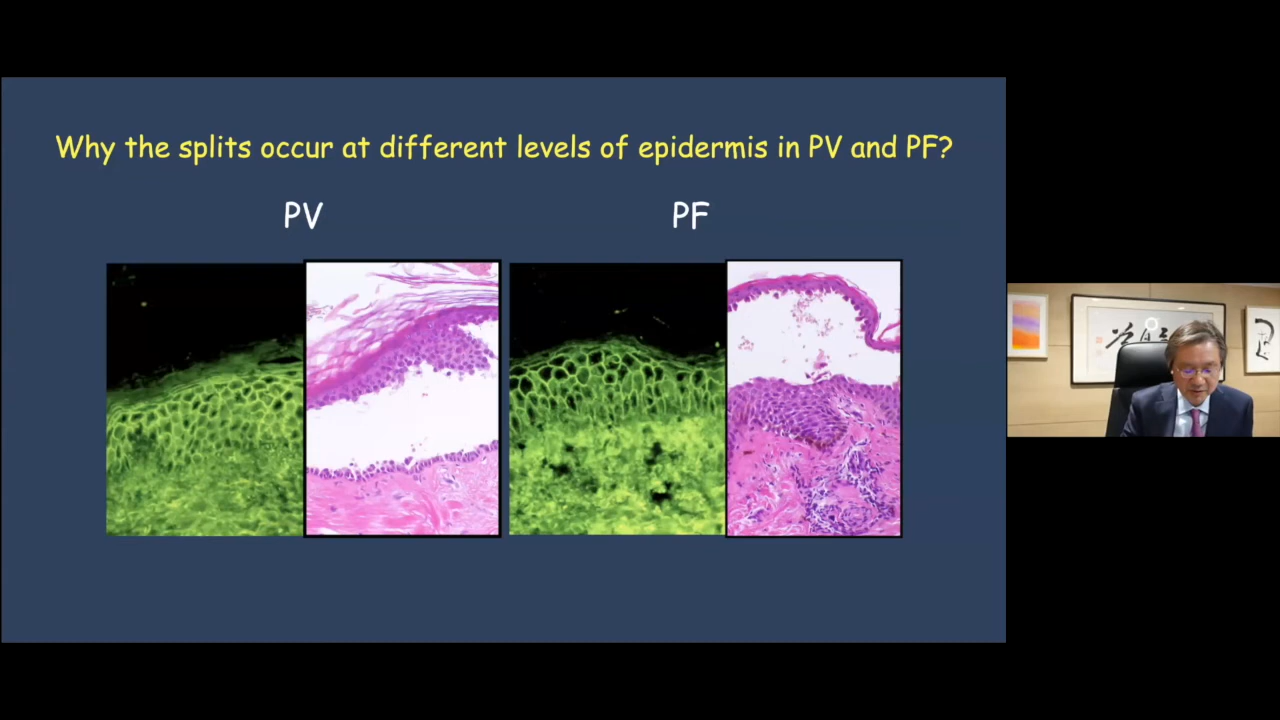 Why the splits occur at different levels of epidermis in PV and PF?
PV
PF